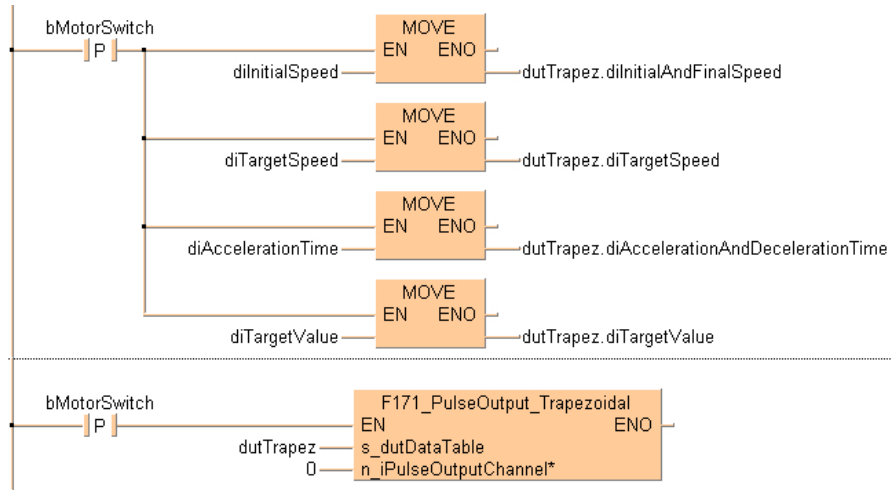 bMotorSwitch
P
MOVE
EN ENO
diInitialSpeed
dutTrapez.diInitialAndFinalSpeed
MOVE
EN ENO
diTargetSpeed
dutTrapez.diTargetSpeed
MOVE
EN ENO
diAccelerationTime
dutTrapez.diAccelerationAndDecelerationTime
MOVE
EN ENO
diTargetValue
dutTrapez.diTargetValue
bMotorSwitch
P
F171_PulseOutput_Trapezoidal
EN ENO
dutTrapez s_dutDataTable
0 n_iPulseOutputChannel*